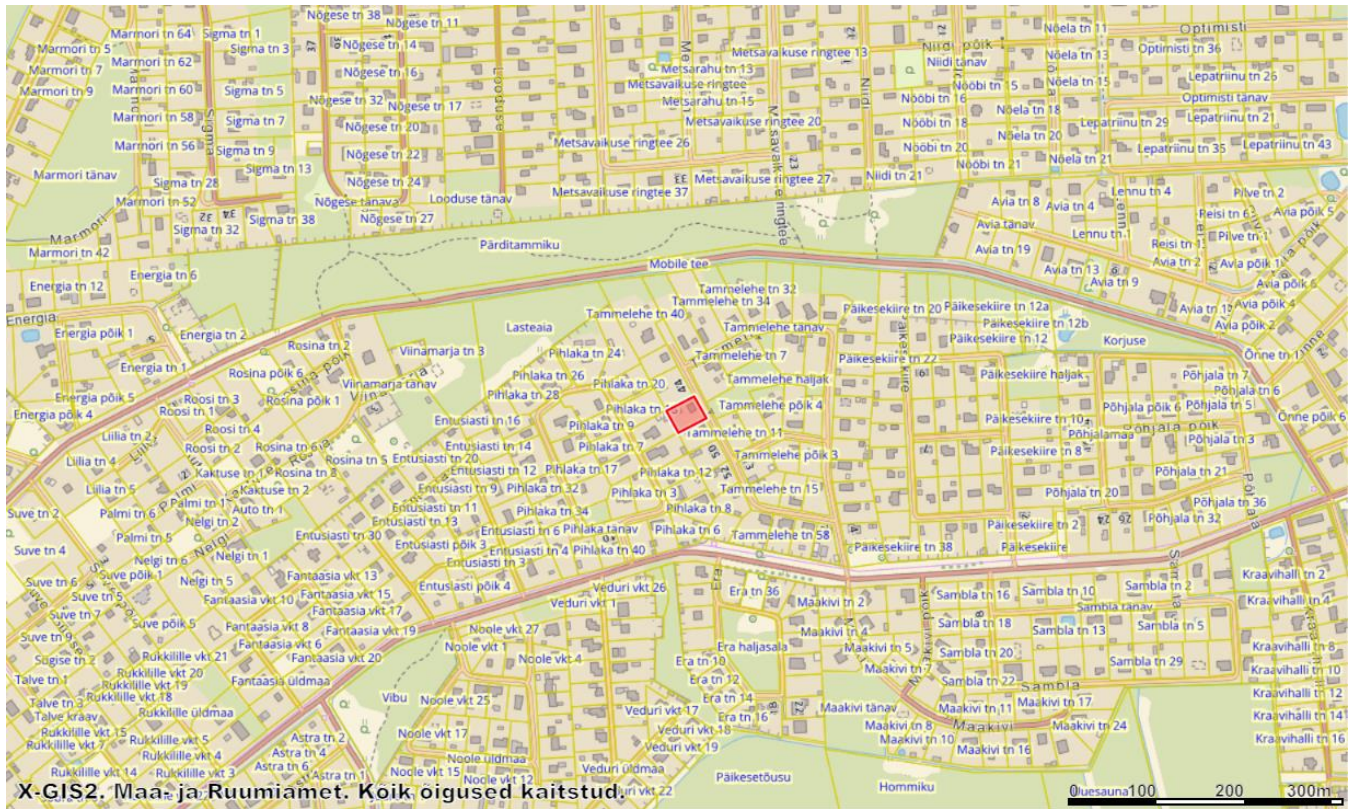 Marmori tn 64
Sigma tn 1
Nõgese tn 38
Nõgese tn 11
Nõela tn 11
Optimisti
Marmori tn 5
Sigma tn 3
37
Nõgese tn 14
24
Metsavaikuse ringtee 13
Niidi põik
Optimisti tn 36
Marmori tn 7
Marmori tn 62
Nõgese tn 16
Metsarahu tn 13
Niidi tänav
Nõela tn 13
Marmori tn 9
Marmori tn 60
Sigma tn 5
Nõgese tn 32
Nõgese tn 17
Metsavaikuse ringtee
Nööbi tn 15
Nõela tn 15
Lepatriinu tn 26
Looduse
Metsarahu tn 15
Nööbi tn 16
Optimisti tänav
Marmori tn 58
Sigma tn 7
Nõgese tn 20
Metsavaikuse ringtee 20
Nööbi tn 18
Nõela tn 18
Lepatriinu tn 29
Lepatriinu tn 21
Sigma
Marmori tn 56
Sigma tn 9
Nõgese tn 22
Metsavaikuse ringtee 26
Nööbi tn 20
Nõela tn 20
Lepatriinu tn 35
Lepatriinu tn 43
Marmori tänav
Sigma tn 13
Nõgese tn 24
23
Nööbi tn 21
Nõela tn 21
Sigma tn 28
Metsavaikuse ringtee 37
33
Metsavaikuse ringtee 27
Niidi tn 21
Lennu tn 4
Pilve tn 2
Marmori tn 52
32
34
Sigma tn 38
Nõgese tänav
Looduse tänav
Metsavaikuse ringtee
Avia tn 8
Avia tn 4
Reisi tn 6
Avia põik 5
Marmori
Sigma tn 32
Nõgese tn 27
Avia tänav
Lennu tn 1
Reisi tn 1
Pilve tn 1
Marmori tn 42
Pärditammiku
Avia tn 19
Avia tn 2
Avia põik 1
Energia tn 6
Mobile tee
Avia tn 13
Avia põik 6
Energia tn 12
Tammelehe tn 32
Avia tn 9
Energia
Tammelehe tn 34
Päikesekiire tn 20
Päikesekiire tn 12a
Avia põik 4
Energia põik 1
Energia tn 2
Lasteaia
Tammelehe tn 40
Tammelehe tänav
Päikesekiire tn 12b
Avia põik 2
Rosina tn 2
Viinamarja tn 3
Pihlaka tn 24
Tammelehe tn 7
Päikesekiire tn 12
Korjuse
Õnne tn 1
Energia tn 1
Rosina põik 6
Rosina põik
Pihlaka tn 26
Päikesekiire tn 22
Energia põik 5
Roosi tn 3
Rosina põik 1
Viinamarja tänav
Pihlaka tn 28
Pihlaka tn 20
44
Tammelehe haljak
9
Päikesekiire haljak
Põhjala tn 7
Põhjala tn 6
Energia põik 4
Roosi tn 1
Entusiasti tn 16
Tammelehe põik 4
Põhjala põik 6
Põhjala tn 5
Õnne põik 6
Liilia tn 2
Roosi tn 4
Pihlaka tn 9
Tammelehe tn 11
Päikesekiire tn 10
Põhjalamaa
Põhjala põik
Liilia tn 4
Rosina tn 6
Rosina tn 5
Entusiasti tn 14
Pihlaka tn 7
50
Tammelehe põik 3
Päikesekiire tn 8
Põhjala tn 3
Kaktuse tn 1
Rosina tn 8
Entusiasti tn 20
Entusiasti tn 12
Pihlaka tn 17
Pihlaka tn 12
52
Põhjala tn 21
Liilia tn 5
Kaktuse tn 2
Entusiasti tn 9
Pihlaka tn 32
Pihlaka tn 3
Tammelehe tn 15
Põhjala tn 20
Põhjala tn 36
Suve tn 2
Palmi tn 6
Palmi tn 1
Auto tn 1
Entusiasti tn 11
Pihlaka tn 34
Pihlaka tn 8
26
Põhjala tn 32
Nelgi tn 2
Entusiasti tn 13
Entusiasti tn 6
Pihlaka tänav
Pihlaka tn 6
Tammelehe tn 58
4
Päikesekiire tn 2
24
Palmi tn 5
Entusiasti tn 30
Entusiasti põik 3
Entusiasti tn 4
Pihlaka tn 40
Päikesekiire tn 38
Päikesekiire
Suve tn 4
Nelgi tn 6
Nelgi tn 1
Entusiasti tn 3
Suve tn 6
Suve põik 1
Nelgi tn 5
Fantaasia vkt 13
Entusiasti põik 4
Veduri vkt 26
Era tn 36
Sambla tn 16
Sambla tn 10
Sambla tn 2
Kraavihalli tn 2
Suve tn 5
Fantaasia vkt 10
Fantaasia vkt 15
Veduri vkt 1
Maakivi tn 2
Sambla tänav
Kraavihalli tn 4
Suve tn 7
Suve põik 5
Fantaasia vkt 17
Noole vkt 27
Sambla tn 18
8
Sambla tn 13
Sambla tn 5
Suve tn 9
Fantaasia vkt 8
Fantaasia vkt 19
Noole vkt 1
Era haljasala
Maakivi tn 4
Maakivi tn 5
Sambla tn 20
Sugise tn 2
Rukkilille vkt 21
Fantaasia vkt 6
Noole vkt 4
Era tn 10
Sambla tn 29
Kraavihalli tn 8
Talve tn 1
Rukkilille vkt 20
Fantaasia vkt 20
Era tn 12
Maakivi tn 7
Sambla tn 22
Kraavihalli tn 10
Talve tn 3
Rukkilille vkt 19
Fantaasia üldmaa
Vibu
Noole vkt 25
Era tn 14
Sambla
Rukkilille vkt 18
Veduri vkt 17
Maakivi tänav
Maakivi tn 11
Maakivi tn 17
Kraavihalli tn 12
Talve kraav
Rukkilille üldmaa
Era tn 16
22
18
Maakivi
Maakivi tn 24
Kraavihalli tn 14
Rukkilille vkt 15
Rukkilille vkt 5
Astra tn 2
Noole vkt 17
Veduri vkt 18
Maakivi tn 8
Rukkilille vkt 7
Rukkilille vkt 4
Astra tn 4
Noole üldmaa
Veduri vkt 19
Maakivi tn 10
Maakivi tn 16
Kraavihalli tn 16
Rukkilille vkt 14
Rukkilille vkt 3
Astra tn 6
Astra tn 1
Noole vkt 15
Noole vkt 12
Veduri üldmaa
Päikesetõusu
Hommiku
X-GIS2. Maa- ja Ruumiamet. Kõik õigused kaitstud.
0 100 200 300m